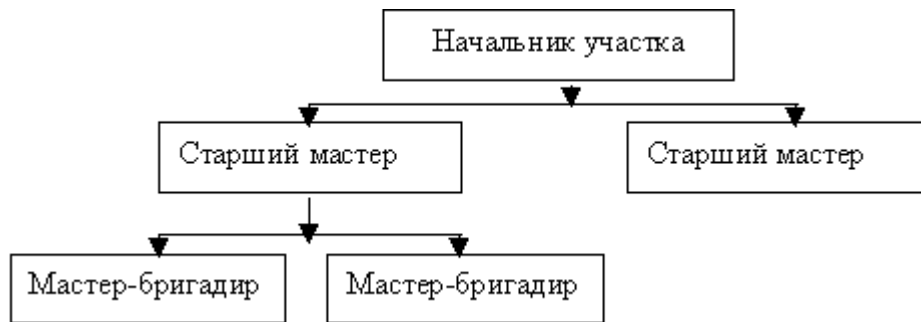 Начальник участка
Старший мастер
Старший мастер
Мастер-бригадир
Мастер-бригадир